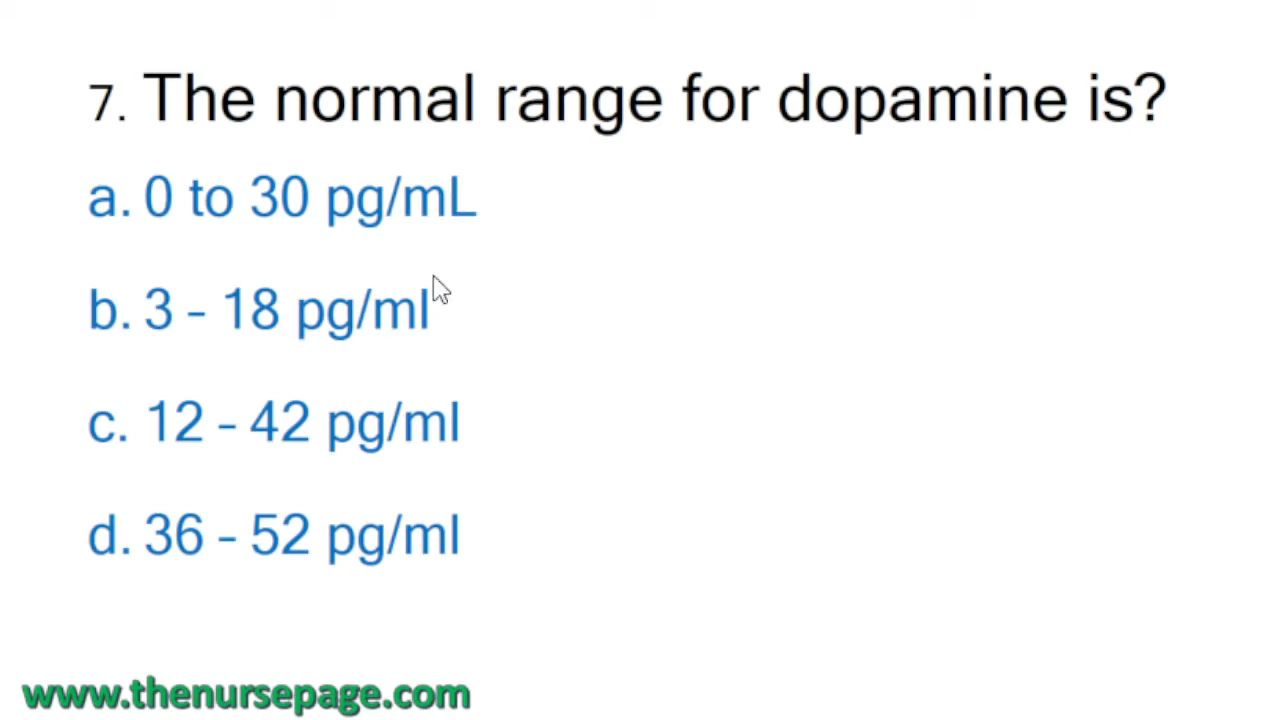 7. The normal range for dopamine is?
a. 0 to 30 pg/mL
b. 3 - 18 pg/ml
c. 12 - 42 pg/ml
d. 36 - 52 pg/ml
www.thenursepage.com